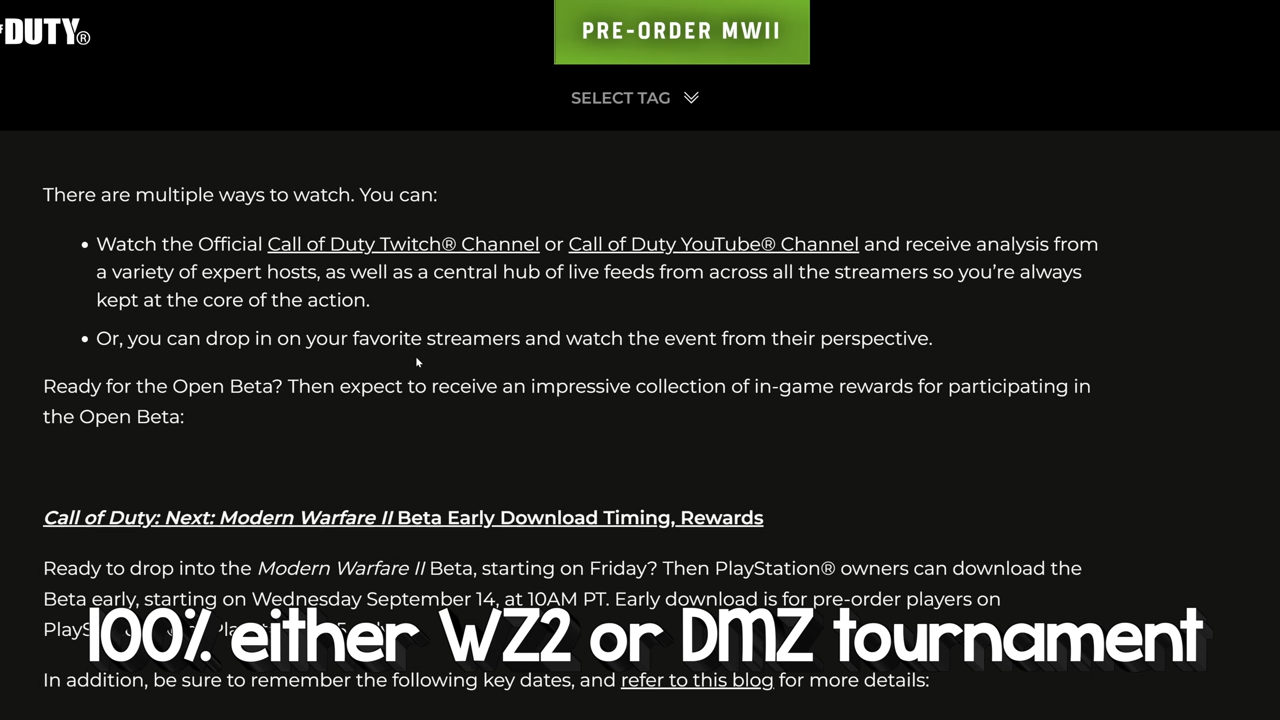 DUTY®
PRE-ORDER MWII
SELECT TAG
There are multiple ways to watch. You can:
• Watch the Official Call of Duty Twitch® Channel or Call of Duty YouTube® Channel and receive analysis from
a variety of expert hosts, as well as a central hub of live feeds from across all the streamers so you’re always
kept at the core of the action.
• Or, you can drop in on your favorite streamers and watch the event from their perspective.
Ready for the Open Beta? Then expect to receive an impressive collection of in-game rewards for participating in
the Open Beta:
Call of Duty: Next: Modern Warfare II Beta Early Download Timing, Rewards
Ready to drop into the Modern Warfare II Beta, starting on Friday? Then PlayStation® owners can download the
Beta early, starting on Wednesday September 14, at 10AM PT. Early download is for pre-order players on
100% either WZ2 or DMZ tournament
In addition, be sure to remember the following key dates, and refer to this blog for more details: